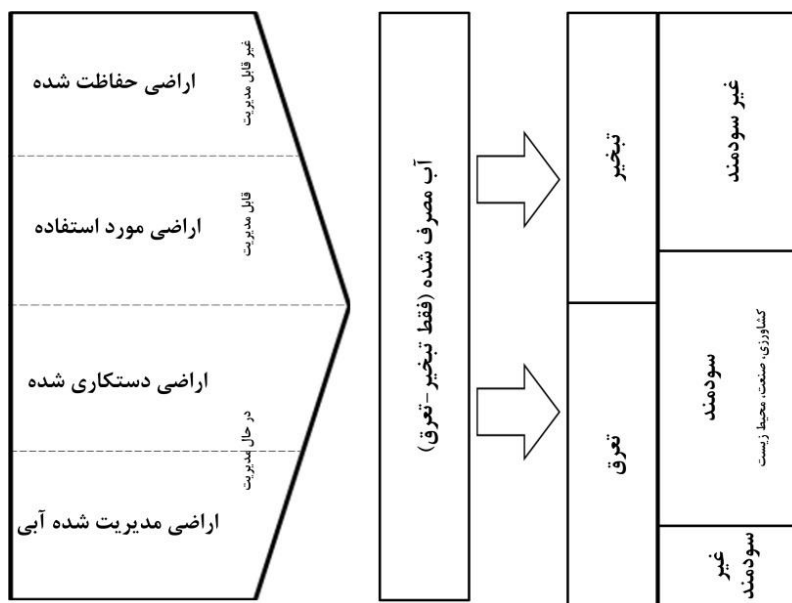 اراضی حفاظت شده
غیر قابل مدیریت
اراضی مورد استفاده
قابل مدیریت
اراضی دستکاری شده
در حال مدیریت
اراضی مدیریت شده آبی
آب مصرف شده (فقط تبخیر-تعرق)
تبخیر
تعرق
غیر سودمند
سودمند
کشاورزی، صنعت، محیط زیست
غیر
سودمند